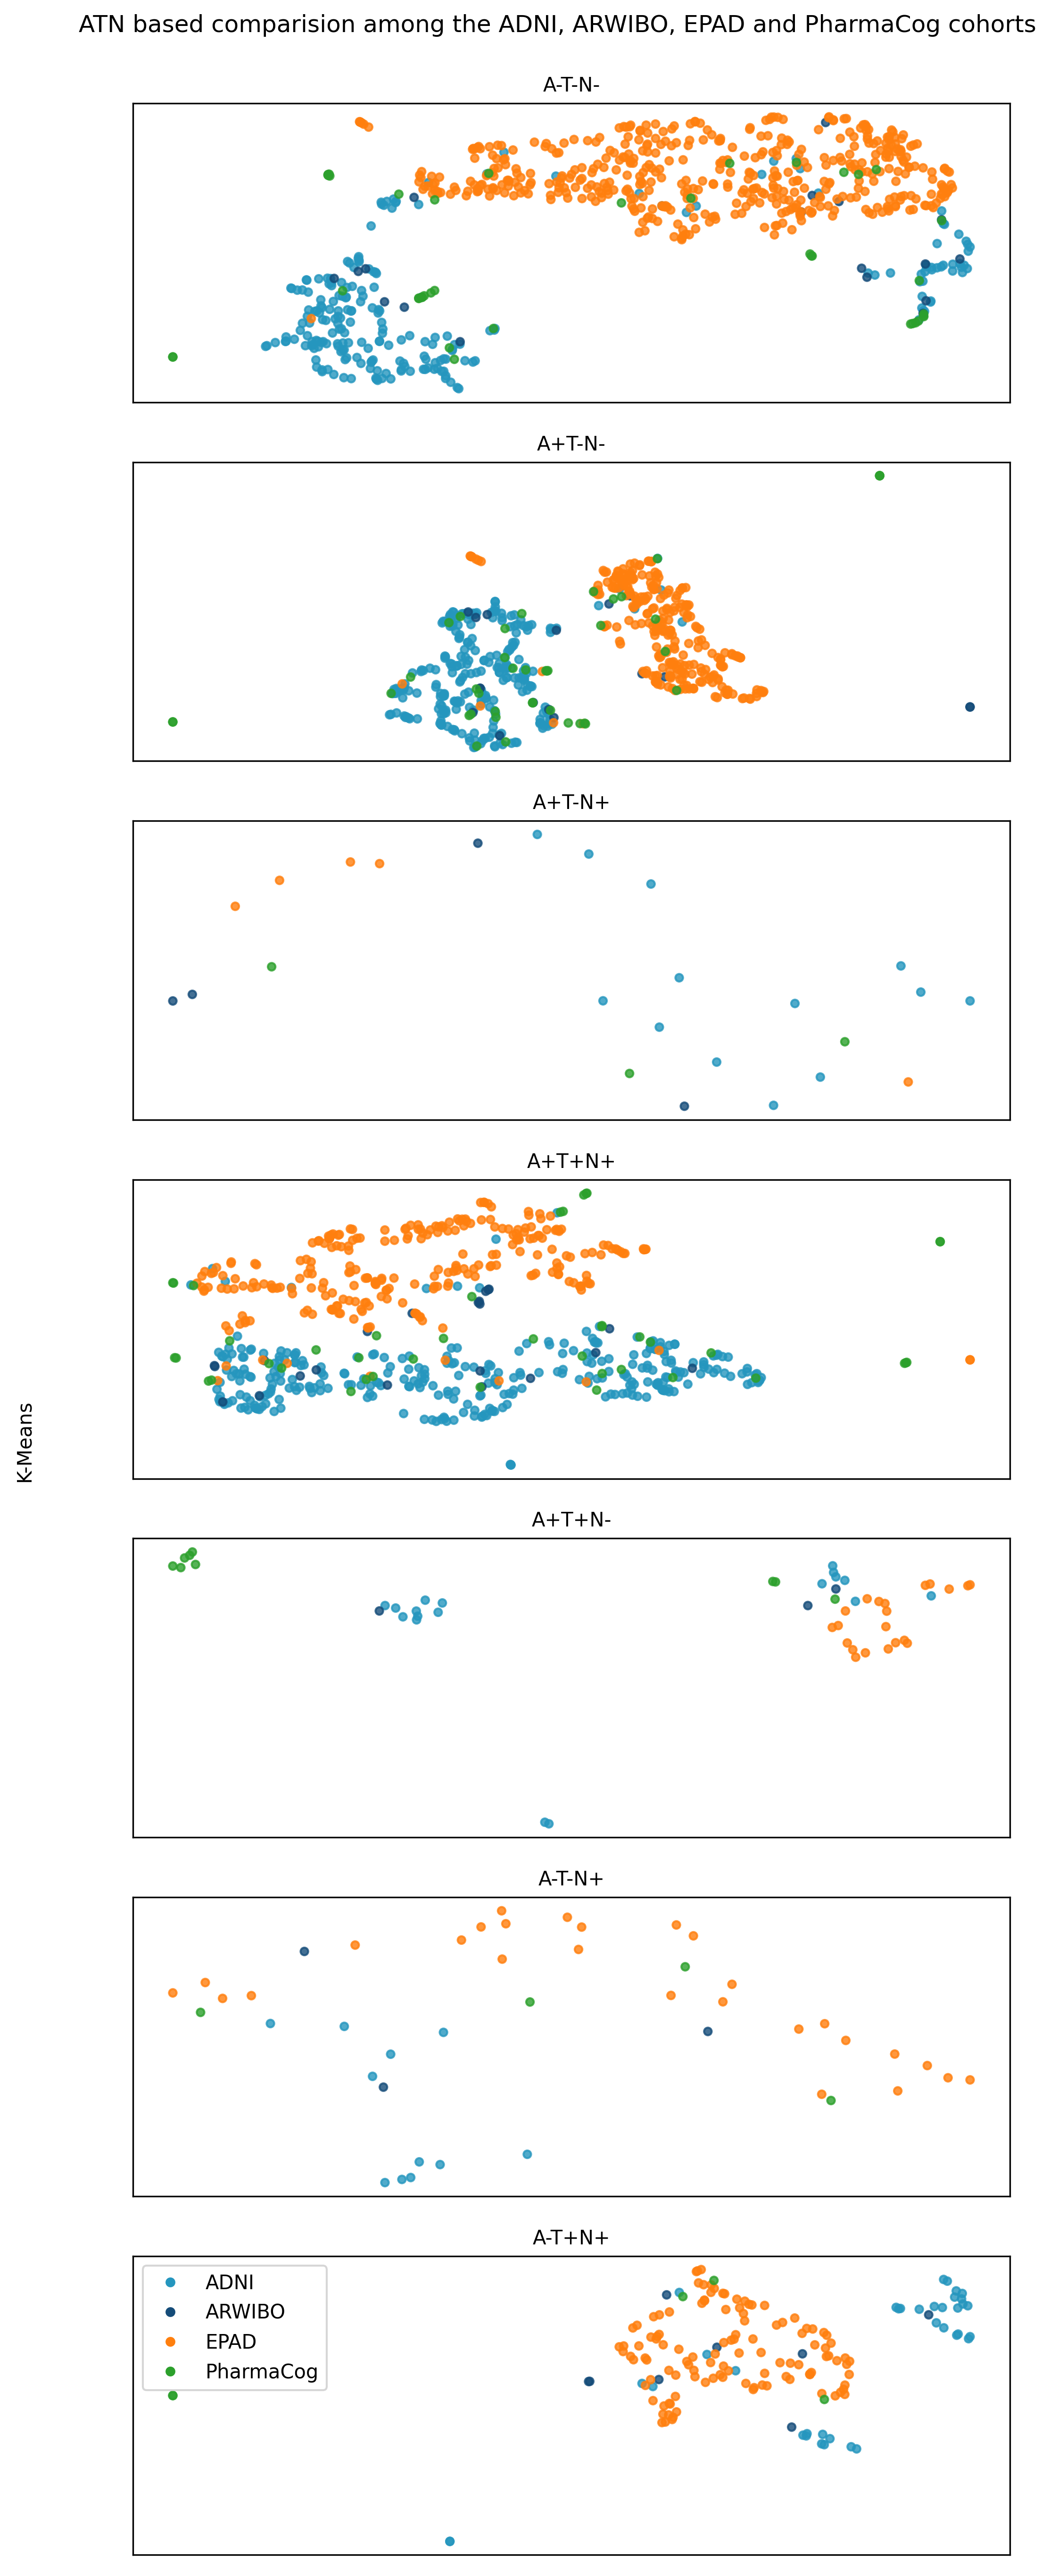 ATN based comparision among the ADNI, ARWIBO, EPAD and PharmaCog cohorts
A-T-N-
A+T-N-
A+T-N+
A+T+N+
K-Means
A+T+N-
A-T-N+
A-T+N+
ADNI
ARWIBO
EPAD
PharmaCog